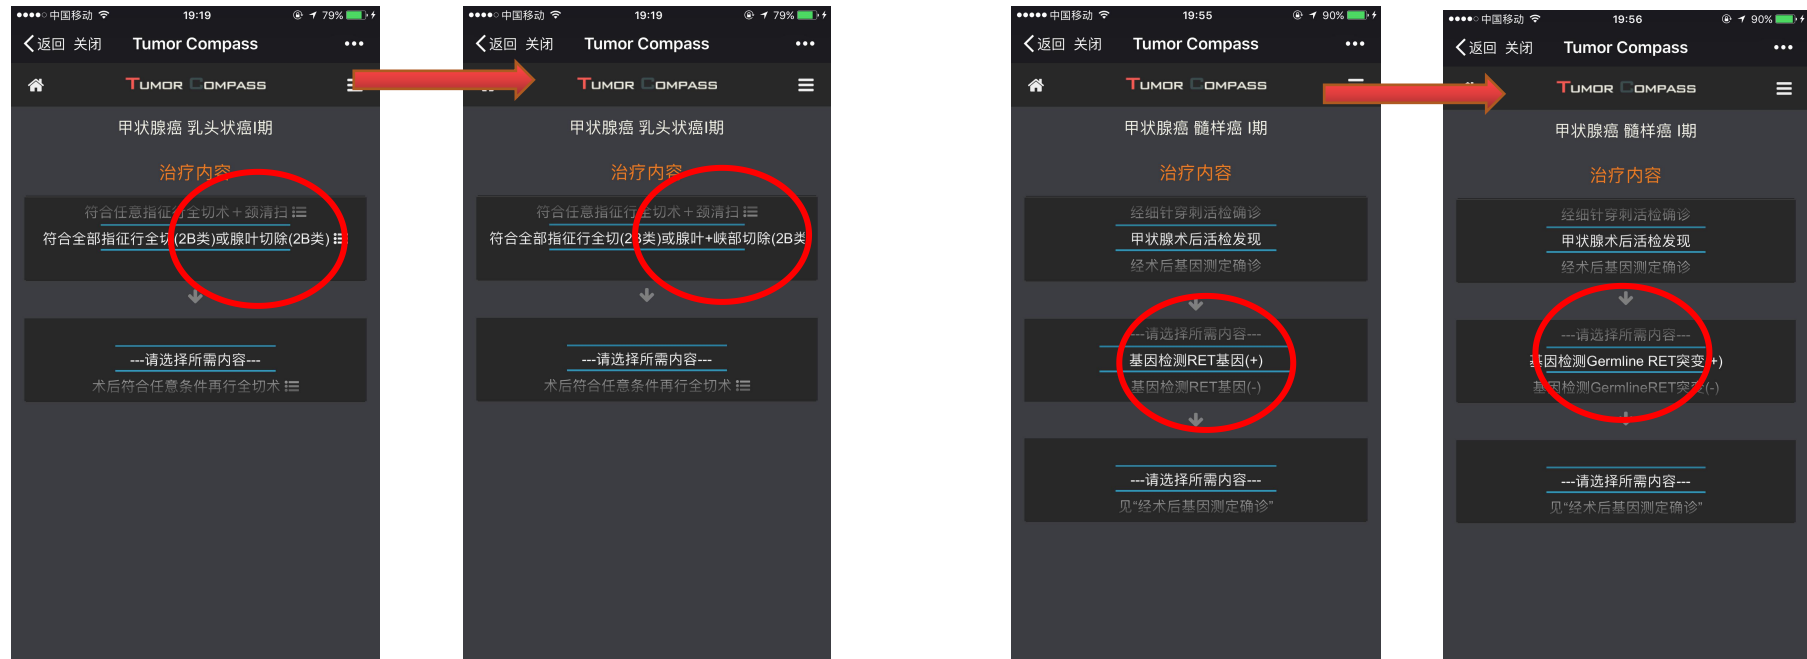 中国移动 19:19 79%
返回 关闭 Tumor Compass
TUMOR COMPASS
甲状腺癌 乳头状癌I期
治疗内容
符合任意指征行全切术＋颈清扫
符合全部指征行全切(2B类)或腺叶切除(2B类)
---请选择所需内容---
术后符合任意条件再行全切术
中国移动 19:19 79%
返回 关闭 Tumor Compass
TUMOR COMPASS
甲状腺癌 乳头状癌I期
治疗内容
符合任意指征行全切术＋颈清扫
符合全部指征行全切(2B类)或腺叶+峡部切除(2B类
---请选择所需内容---
术后符合任意条件再行全切术
中国移动 19:55 90%
返回 关闭 Tumor Compass
TUMOR COMPASS
甲状腺癌 髓样癌 I期
治疗内容
经细针穿刺活检确诊
甲状腺术后活检发现
经术后基因测定确诊
---请选择所需内容---
基因检测RET基因(+)
基因检测RET基因(-)
---请选择所需内容---
见“经术后基因测定确诊”
中国移动 19:56 90%
返回 关闭 Tumor Compass
TUMOR COMPASS
甲状腺癌 髓样癌 I期
治疗内容
经细针穿刺活检确诊
甲状腺术后活检发现
经术后基因测定确诊
---请选择所需内容---
基因检测Germline RET突变(+)
基因检测GermlineRET突变(-)
---请选择所需内容---
见“经术后基因测定确诊”